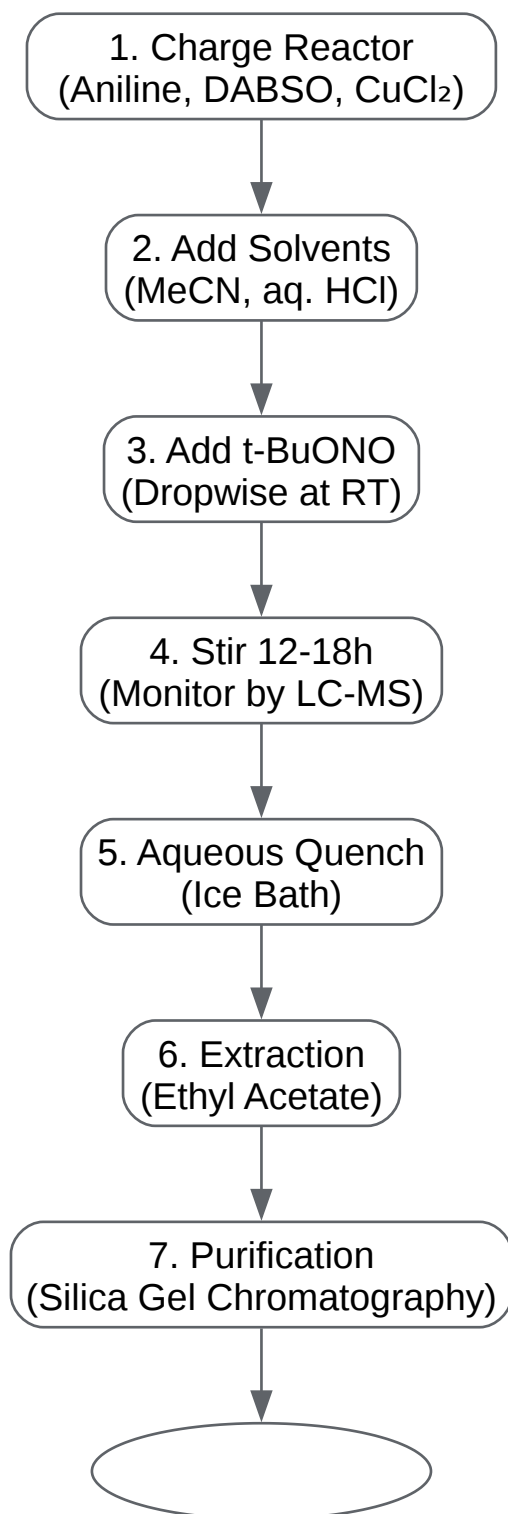 1. Charge Reactor
(Aniline, DABSO, CuCl₂)
2. Add Solvents
(MeCN, aq. HCl)
3. Add t-BuONO
(Dropwise at RT)
4. Stir 12-18h
(Monitor by LC-MS)
5. Aqueous Quench
(Ice Bath)
6. Extraction
(Ethyl Acetate)
7. Purification
(Silica Gel Chromatography)